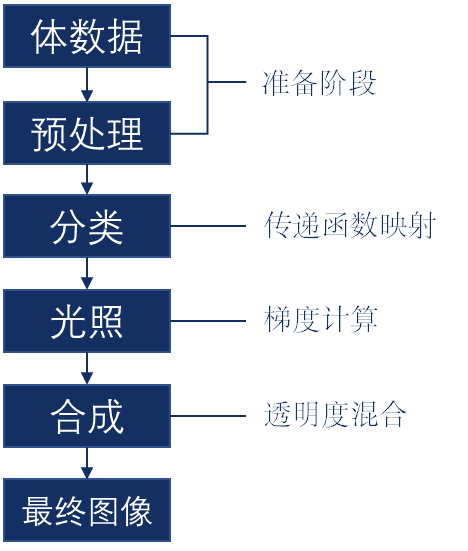 体数据
准备阶段
预处理
分类
传递函数映射
光照
梯度计算
合成
透明度混合
最终图像